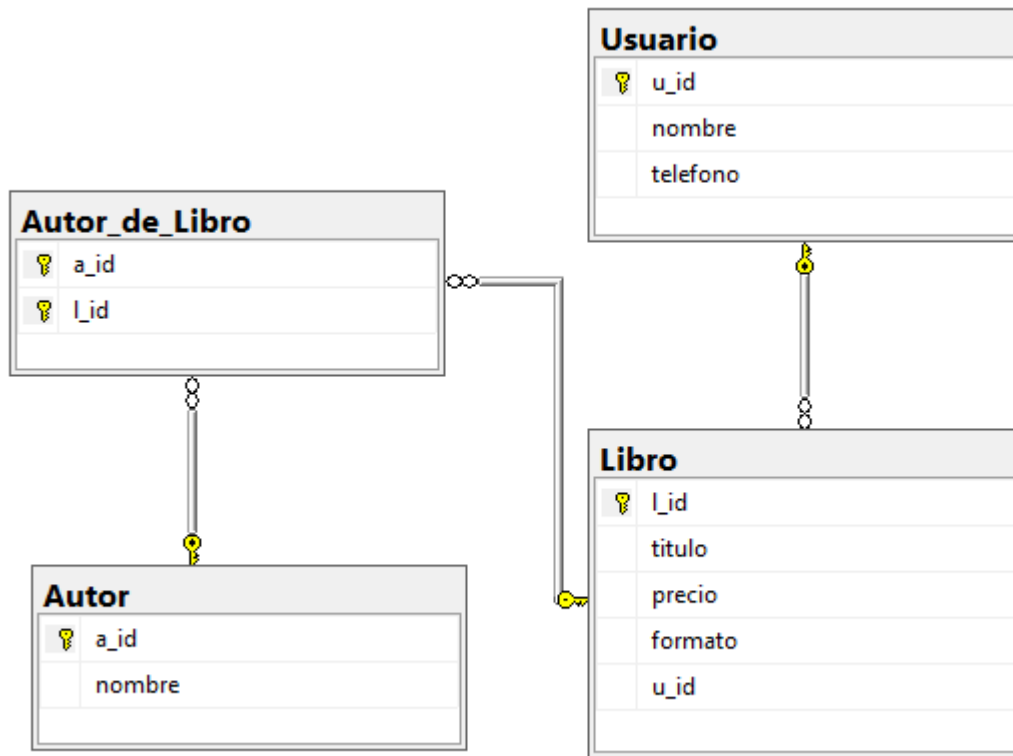 Usuario
u_id
nombre
telefono
Autor_de_Libro
a_id
l_id
Libro
l_id
titulo
precio
formato
u_id
Autor
a_id
nombre